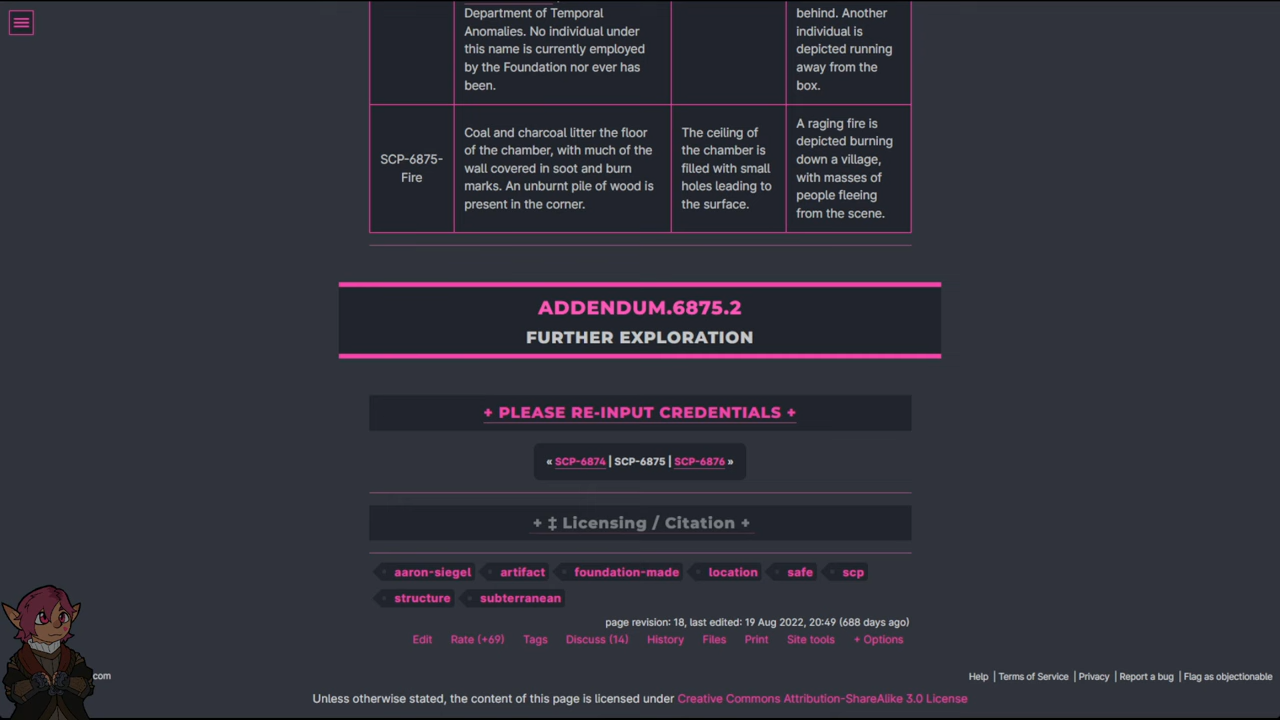 Department of Temporal
Anomalies. No individual under
this name is currently employed
by the Foundation nor ever has
been.
behind. Another
individual is
depicted running
away from the
box.
SCP-6875-
Fire
Coal and charcoal litter the floor
of the chamber, with much of the
wall covered in soot and burn
marks. An unburnt pile of wood is
present in the corner.
The ceiling of
the chamber is
filled with small
holes leading to
the surface.
A raging fire is
depicted burning
down a village,
with masses of
people fleeing
from the scene.
ADDENDUM.6875.2
FURTHER EXPLORATION
+ PLEASE RE-INPUT CREDENTIALS +
« SCP-6874 | SCP-6875 | SCP-6876 »
+ ‡ Licensing / Citation +
aaron-siegel artifact foundation-made location safe scp
structure subterranean
page revision: 18, last edited: 19 Aug 2022, 20:49 (688 days ago)
Edit Rate (+69) Tags Discuss (14) History Files Print Site tools + Options
com Help | Terms of Service | Privacy | Report a bug | Flag as objectionable
Unless otherwise stated, the content of this page is licensed under Creative Commons Attribution-ShareAlike 3.0 License